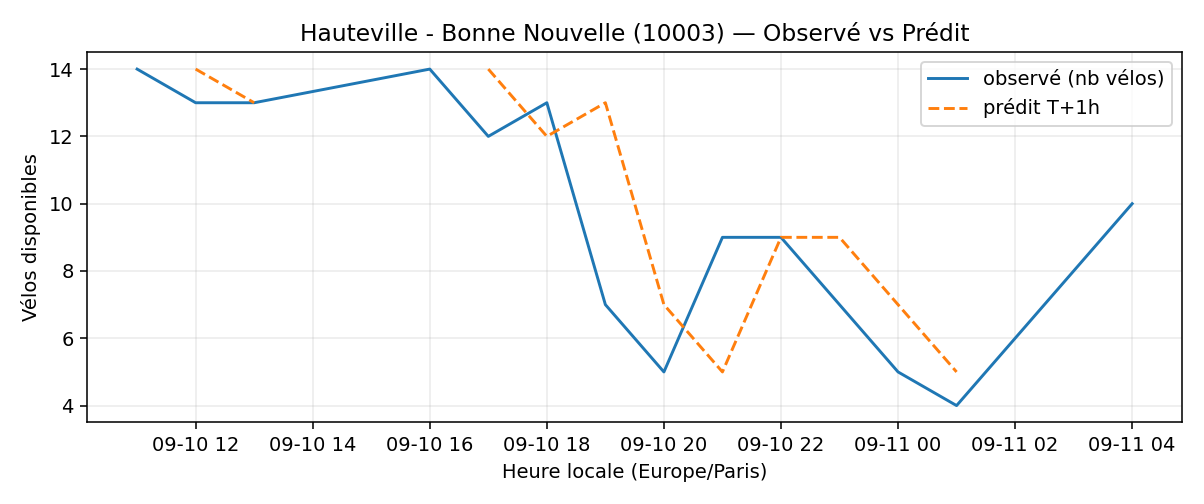 Hauteville - Bonne Nouvelle (10003) — Observé vs Prédit
observé (nb vélos)
prédit T+1h
Vélos disponibles
14
12
10
8
6
4
09-10 12 09-10 14 09-10 16 09-10 18 09-10 20 09-10 22 09-11 00 09-11 02 09-11 04
Heure locale (Europe/Paris)